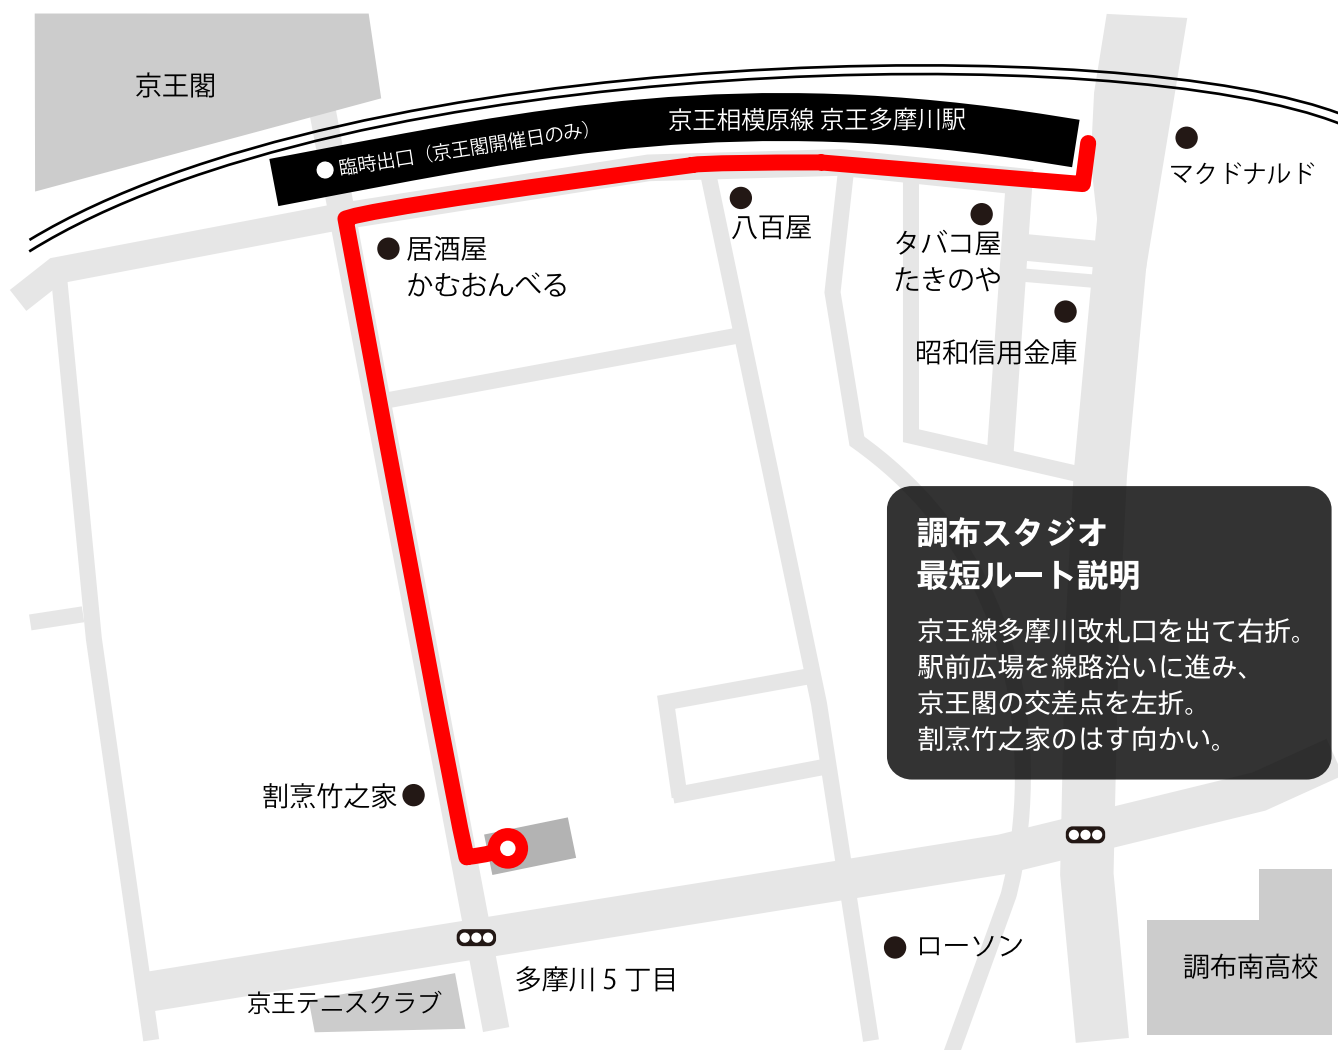 京王閣
京王相模原線 京王多摩川駅
臨時出口（京王閣開催日のみ）
マクドナルド
八百屋
居酒屋
かむおんべる
タバコ屋
たきのや
昭和信用金庫
調布スタジオ
最短ルート説明
京王線多摩川改札口を出て右折。
駅前広場を線路沿いに進み、
京王閣の交差点を左折。
割烹竹之家のはす向かい。
割烹竹之家
ローソン
調布南高校
多摩川 5 丁目
京王テニスクラブ